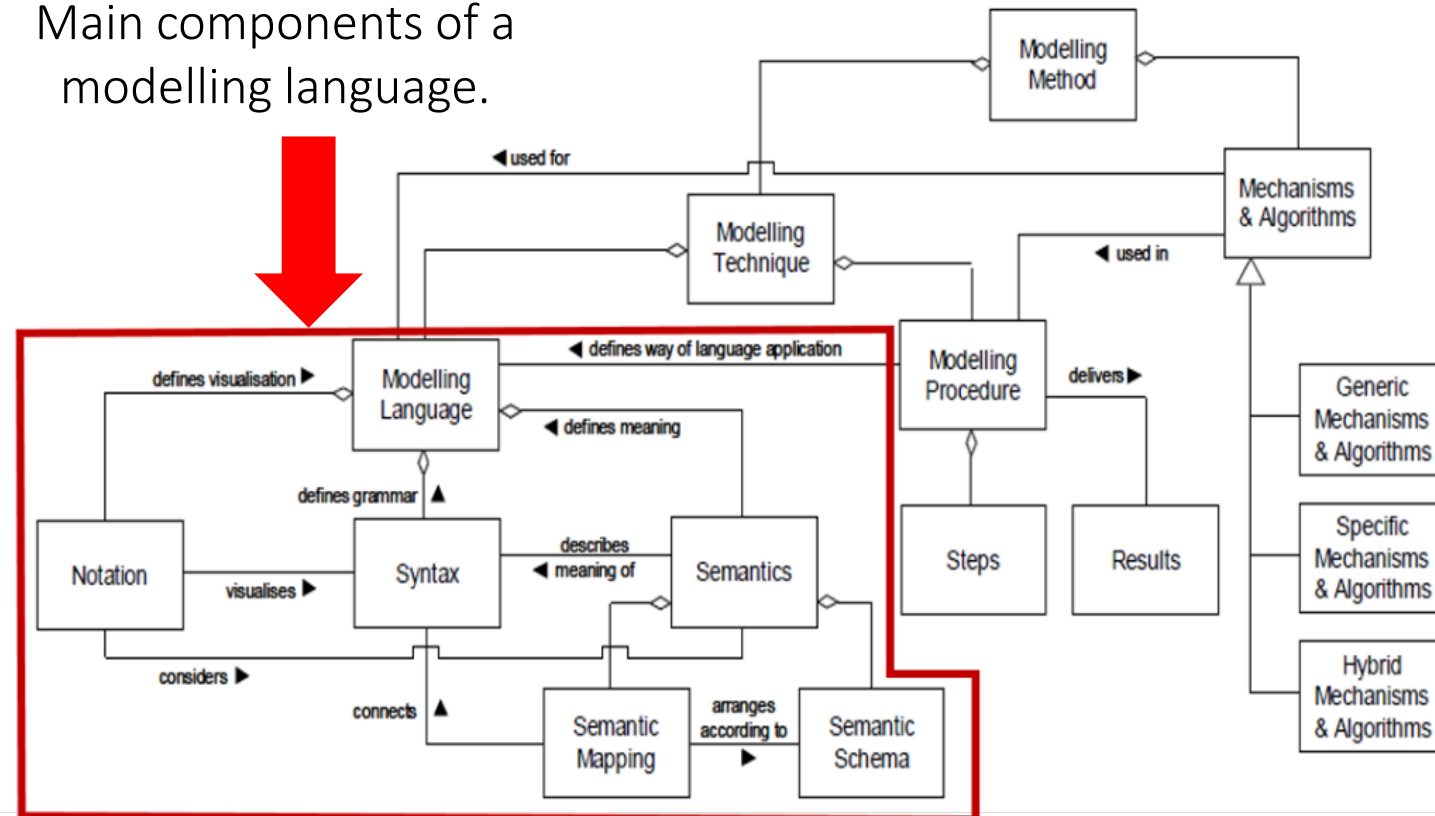 Main components of a
modelling language.
Modelling
Method
◄ used for
Mechanisms
& Algorithms
Modelling
Technique
◄ used in
◄ defines way of language application
defines visualisation ►
Modelling
Language
Modelling
Procedure
delivers►
Generic
Mechanisms
& Algorithms
◄ defines meaning
defines grammar ▲
Notation
visualises ►
Syntax
describes
◄ meaning of
Semantics
Steps
Results
Specific
Mechanisms
& Algorithms
considers ►
connects ▲
Semantic
Mapping
arranges
according to
►
Semantic
Schema
Hybrid
Mechanisms
& Algorithms